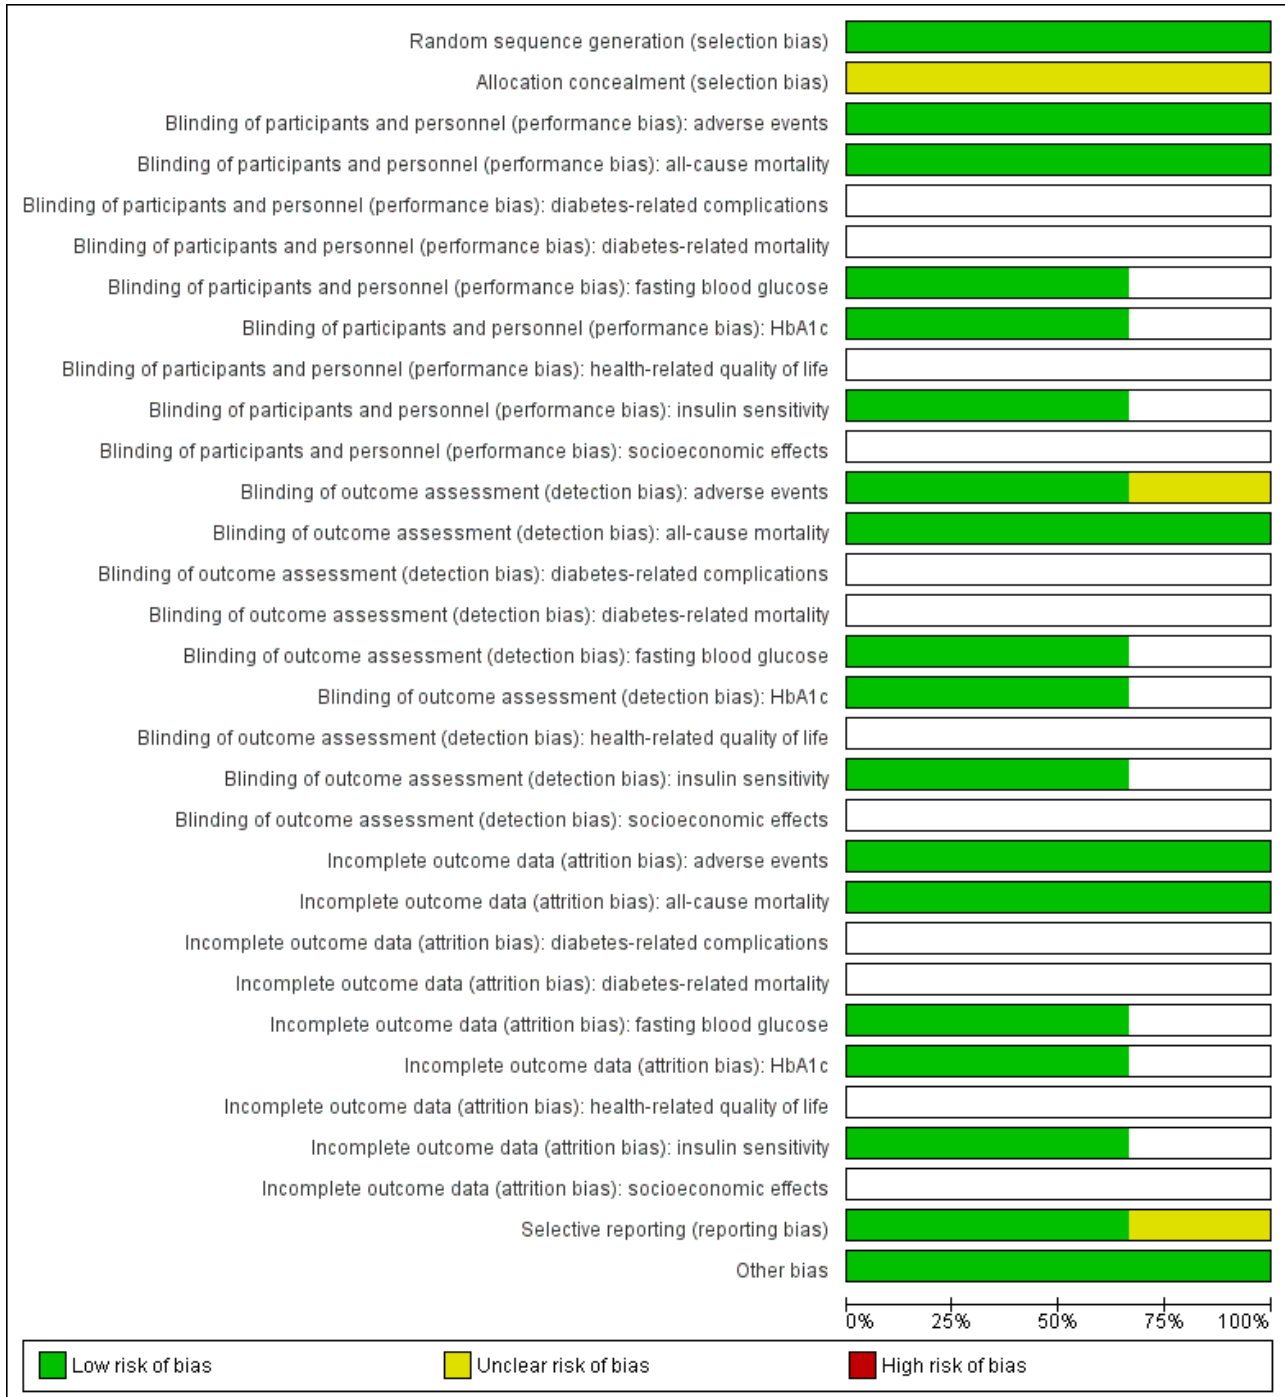 Random sequence generation (selection bias)
Allocation concealment (selection bias)
Blinding of participants and personnel (performance bias): adverse events
Blinding of participants and personnel (performance bias): all-cause mortality
Blinding of participants and personnel (performance bias): diabetes-related complications
Blinding of participants and personnel (performance bias): diabetes-related mortality
Blinding of participants and personnel (performance bias): fasting blood glucose
Blinding of participants and personnel (performance bias): HbA1c
Blinding of participants and personnel (performance bias): health-related quality of life
Blinding of participants and personnel (performance bias): insulin sensitivity
Blinding of participants and personnel (performance bias): socioeconomic effects
Blinding of outcome assessment (detection bias): adverse events
Blinding of outcome assessment (detection bias): all-cause mortality
Blinding of outcome assessment (detection bias): diabetes-related complications
Blinding of outcome assessment (detection bias): diabetes-related mortality
Blinding of outcome assessment (detection bias): fasting blood glucose
Blinding of outcome assessment (detection bias): HbA1c
Blinding of outcome assessment (detection bias): health-related quality of life
Blinding of outcome assessment (detection bias): insulin sensitivity
Blinding of outcome assessment (detection bias): socioeconomic effects
Incomplete outcome data (attrition bias): adverse events
Incomplete outcome data (attrition bias): all-cause mortality
Incomplete outcome data (attrition bias): diabetes-related complications
Incomplete outcome data (attrition bias): diabetes-related mortality
Incomplete outcome data (attrition bias): fasting blood glucose
Incomplete outcome data (attrition bias): HbA1c
Incomplete outcome data (attrition bias): health-related quality of life
Incomplete outcome data (attrition bias): insulin sensitivity
Incomplete outcome data (attrition bias): socioeconomic effects
Selective reporting (reporting bias)
Other bias
0% 25% 50% 75% 100%
Low risk of bias Unclear risk of bias High risk of bias